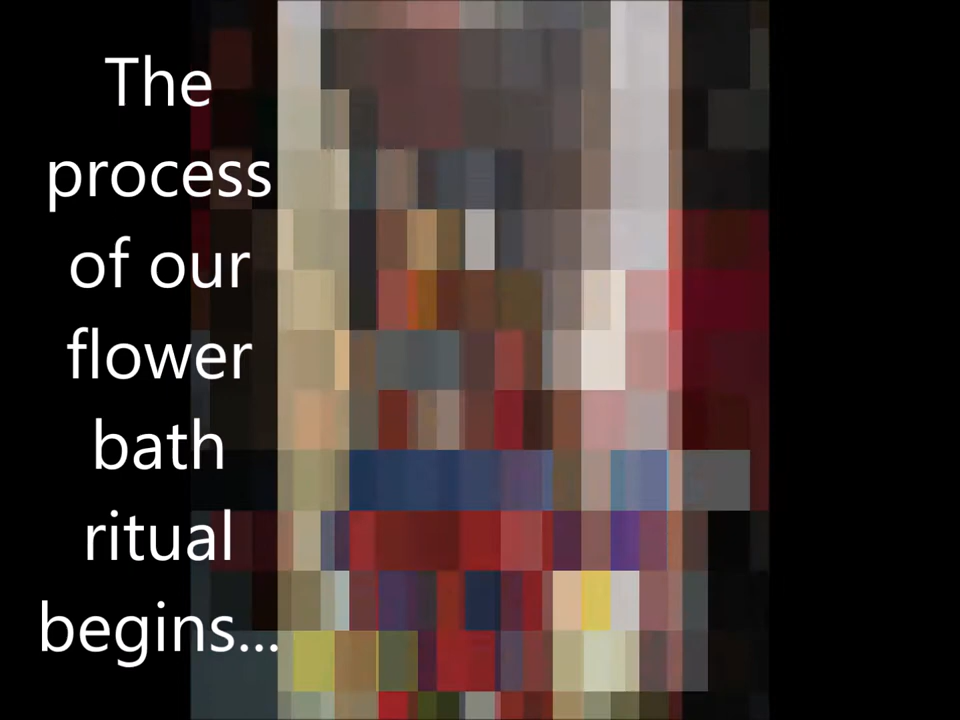 The
process
of our
flower
bath
ritual
begins...